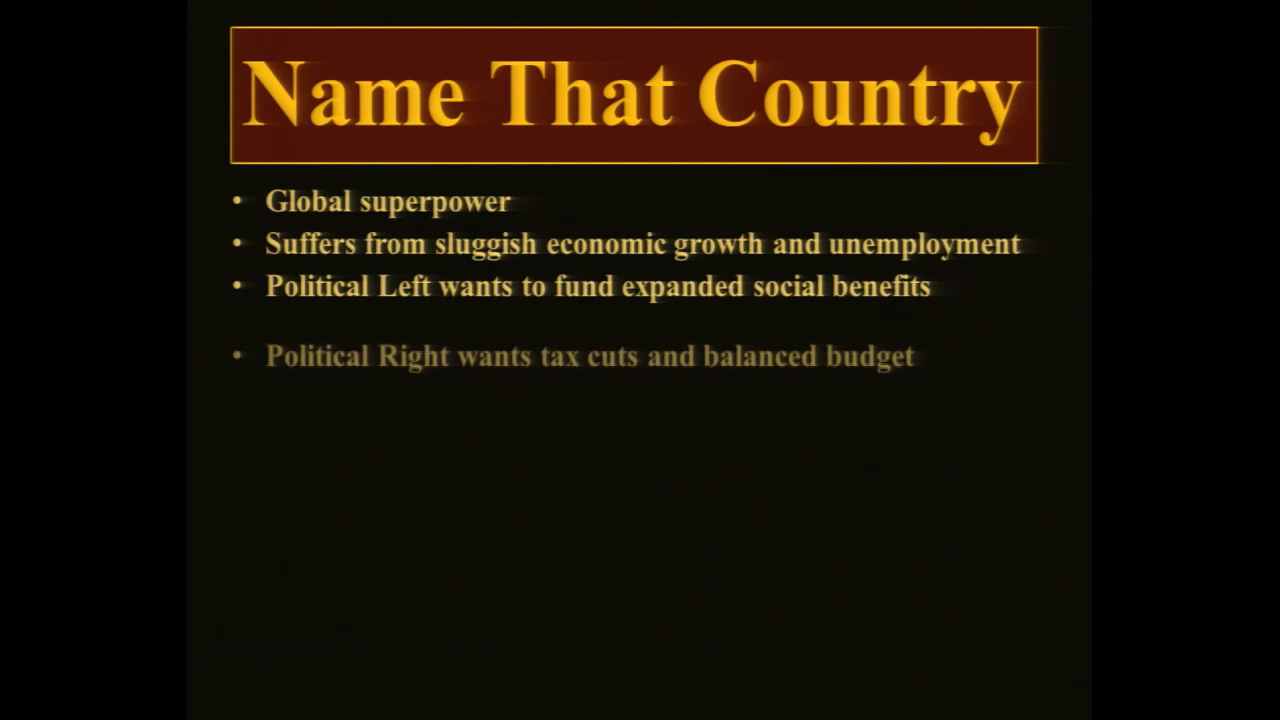 Name That Country
• Global superpower
• Suffers from sluggish economic growth and unemployment
• Political Left wants to fund expanded social benefits
• Political Right wants tax cuts and balanced budget